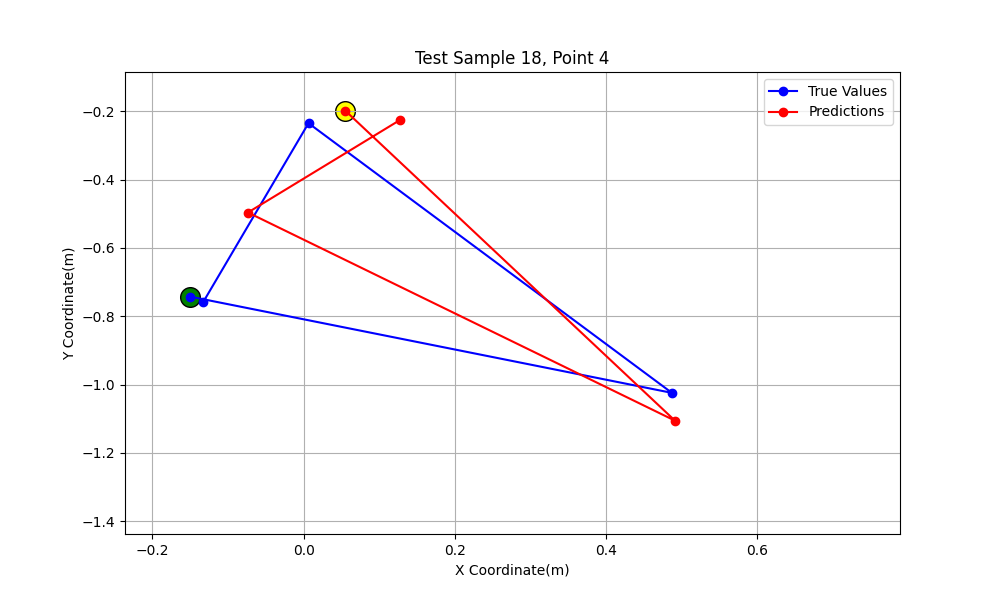 Test Sample 18, Point 4
True Values
Predictions
Y Coordinate(m)
−0.2
−0.4
−0.6
−0.8
−1.0
−1.2
−1.4
−0.2
0.0
0.2
0.4
0.6
X Coordinate(m)